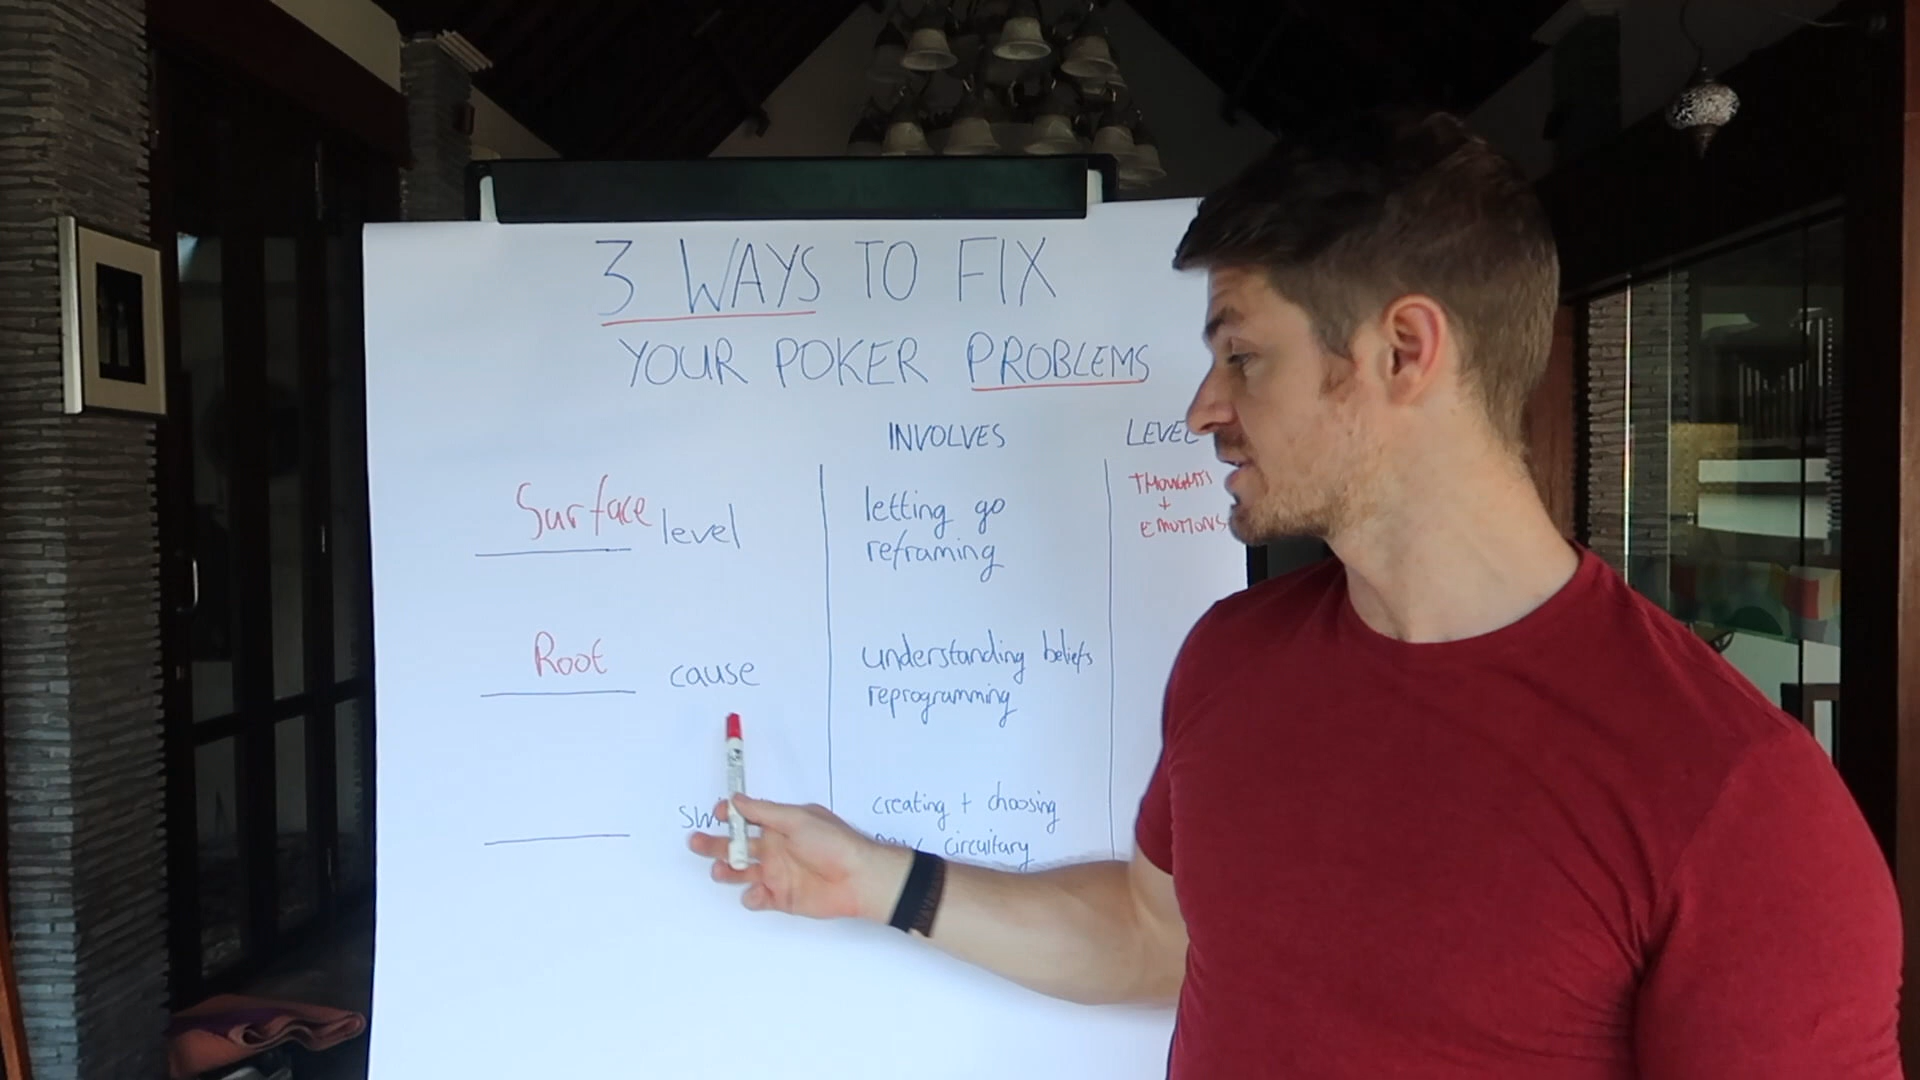 3 WAYS TO FIX
YOUR POKER PROBLEMS
INVOLVES
LEVEL
Surface level
letting go
reframing
THOUGHTS
+
EMOTIONS
Root cause
understanding beliefs
reprogramming
creating + choosing
circuitary